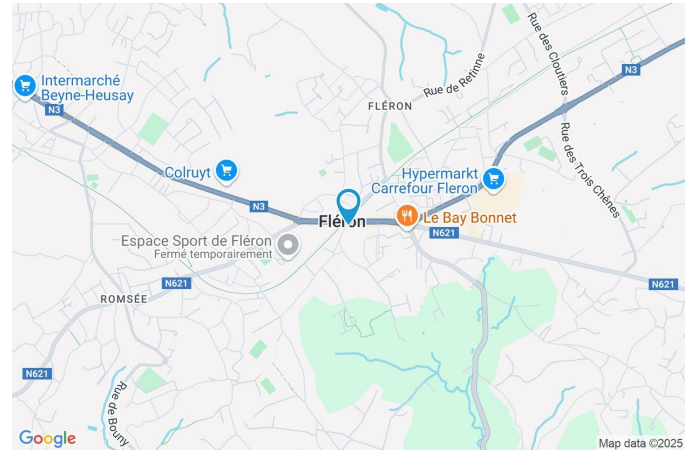 Rue des Cloutiers
N3
Intermarché
Beyne-Heusay
N3
Rue de Retinne
FLÉRON
Rue des Trois Chênes
Colruyt
Hypermarkt
Carrefour Fleron
N3
Fléron
Le Bay Bonnet
N621
Espace Sport de Fléron
Fermé temporairement
N621
N621
ROMSÉE
N621
Rue de Bouny
Google
Map data ©2025